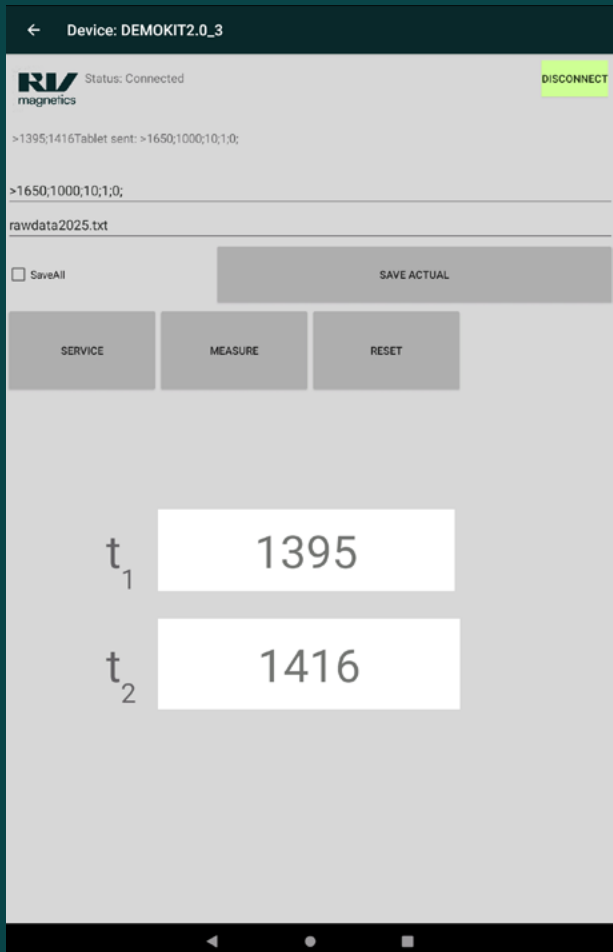 Device: DEMOKIT2.0_3
RV
magnetics
Status: Connected
DISCONNECT
>1395;1416Tablet sent: >1650;1000;10;1;0;
>1650;1000;10;1;0;
rawdata2025.txt
SaveAll
SAVE ACTUAL
SERVICE
MEASURE
RESET
t1
1395
t2
1416